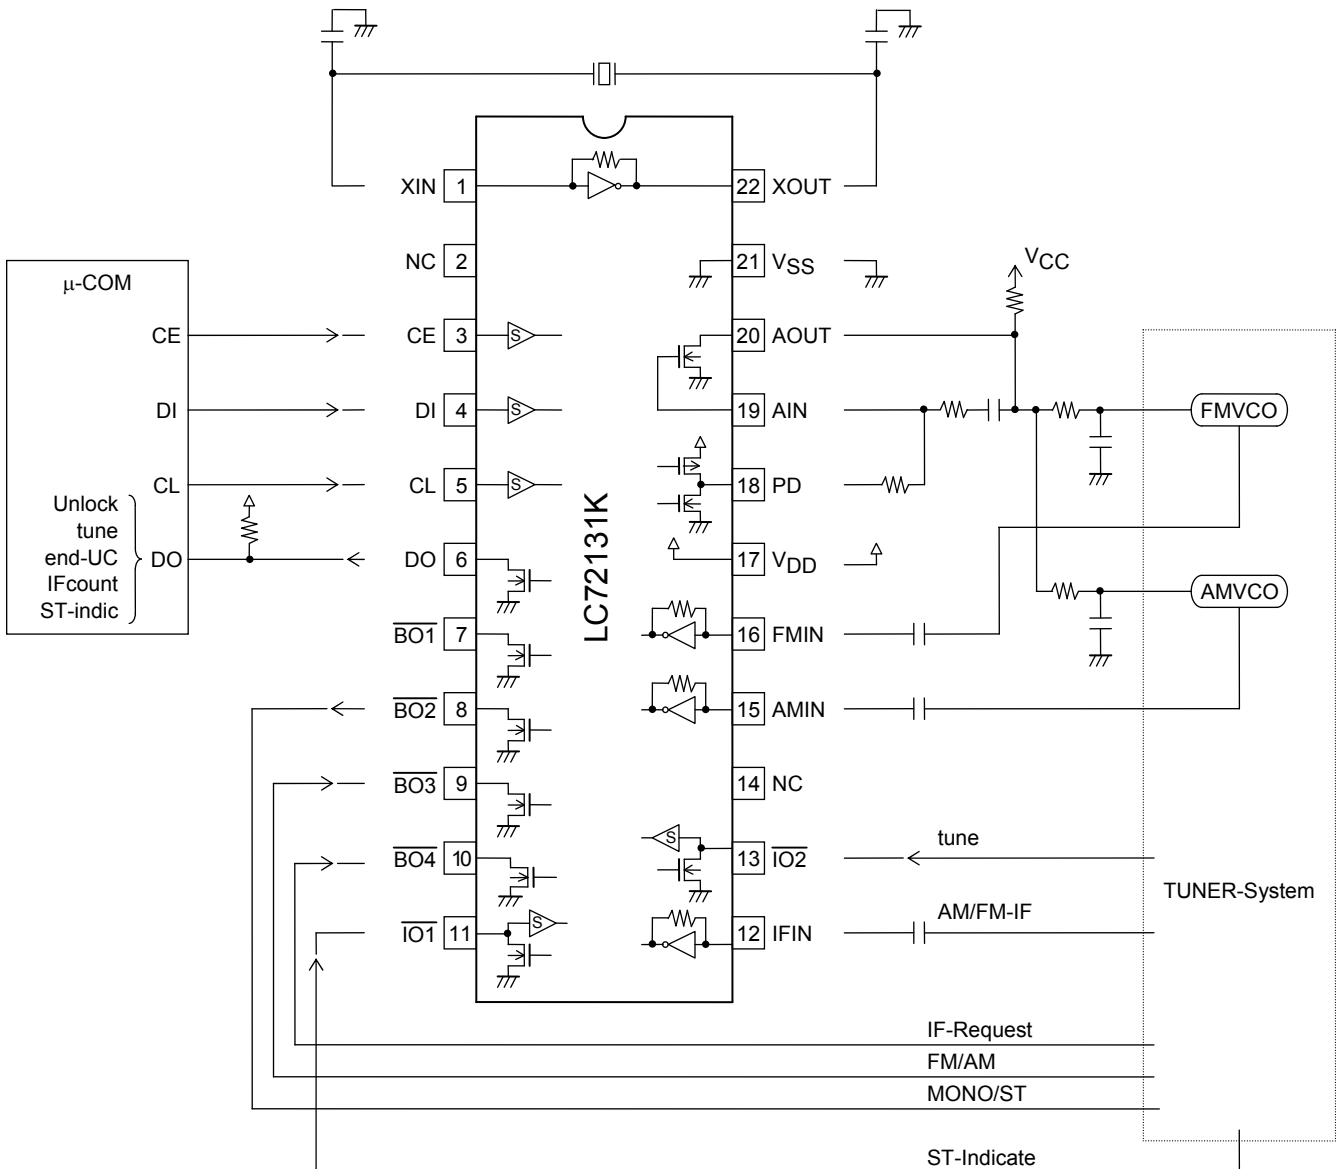 XIN 1
22 XOUT
NC 2
21 VSS
VCC
μ-COM
CE
CE 3 S
20 AOUT
DI
DI 4 S
19 AIN
FMVCO
CL
CL 5 S
18 PD
Unlock
tune
end-UC
IFcount
ST-indic
DO
DO 6
17 VDD
LC72131K
AMVCO
BO1 7
16 FMIN
BO2 8
15 AMIN
BO3 9
14 NC
BO4 10
S
13 IO2
tune
TUNER-System
IO1 11 S
12 IFIN
AM/FM-IF
IF-Request
FM/AM
MONO/ST
ST-Indicate